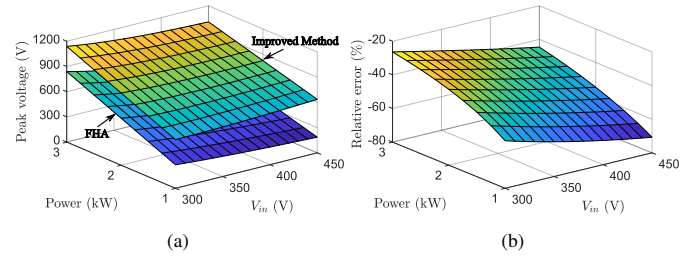 1200
900
600
300
0
Peak voltage (V)
Improved Method
FHA
3
2
1
Power (kW)
300
350
400
450
V_in (V)
(a)
-20
-40
-60
-80
Relative error (%)
3
2
1
Power (kW)
300
350
400
450
V_in (V)
(b)